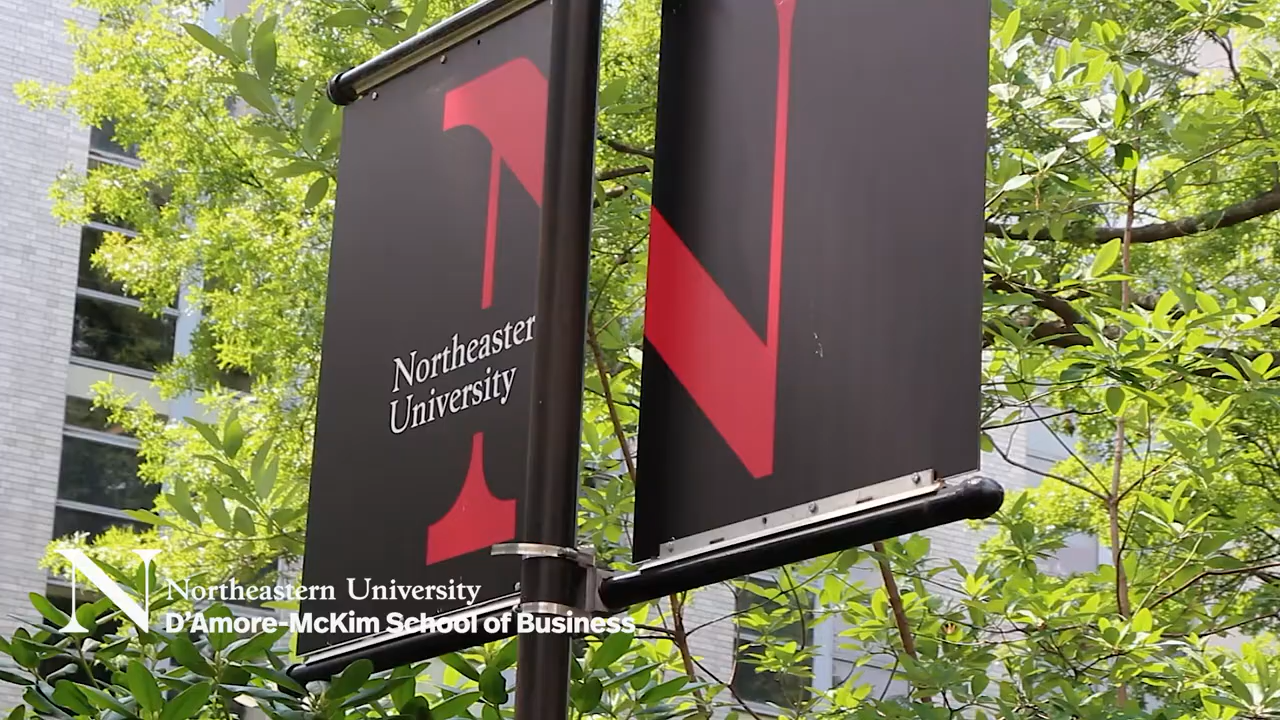 N
Northeaster
University
N Northeastern University
D'Amore-McKim School of Business